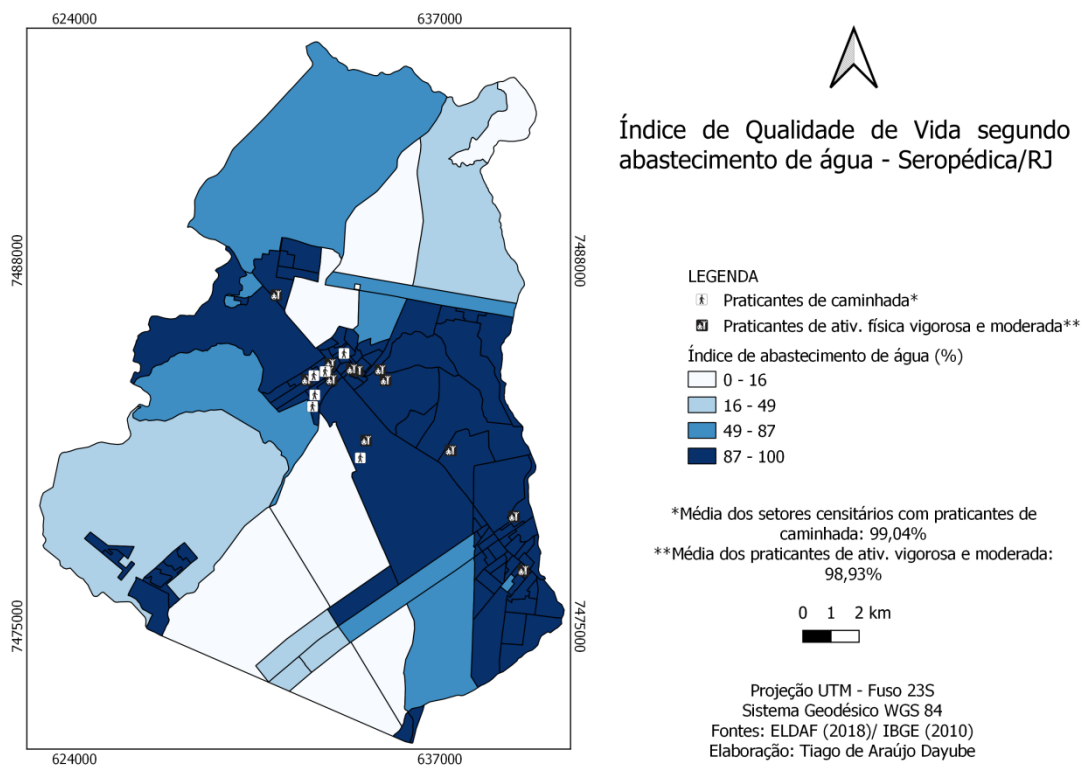 624000
637000
Índice de Qualidade de Vida segundo
abastecimento de água - Seropédica/RJ
7488000
7488000
LEGENDA
Praticantes de caminhada*
Praticantes de ativ. física vigorosa e moderada**
Índice de abastecimento de água (%)
0 - 16
16 - 49
49 - 87
87 - 100
*Média dos setores censitários com praticantes de
caminhada: 99,04%
**Média dos praticantes de ativ. vigorosa e moderada:
98,93%
7475000
7475000
0 1 2 km
Projeção UTM - Fuso 23S
Sistema Geodésico WGS 84
Fontes: ELDAF (2018)/ IBGE (2010)
Elaboração: Tiago de Araújo Dayube
624000
637000